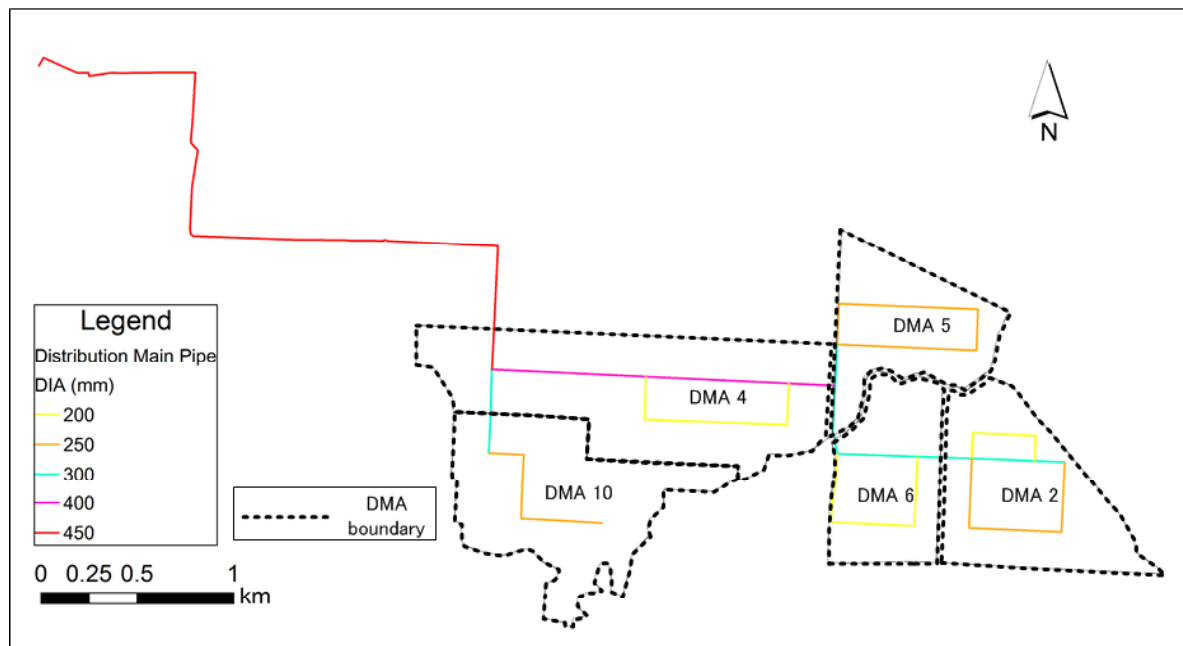 N
DMA 5
DMA 4
DMA 10
DMA 6
DMA 2
Legend
Distribution Main Pipe
DIA (mm)
200
250
300
400
450
DMA
boundary
0 0.25 0.5 1
km